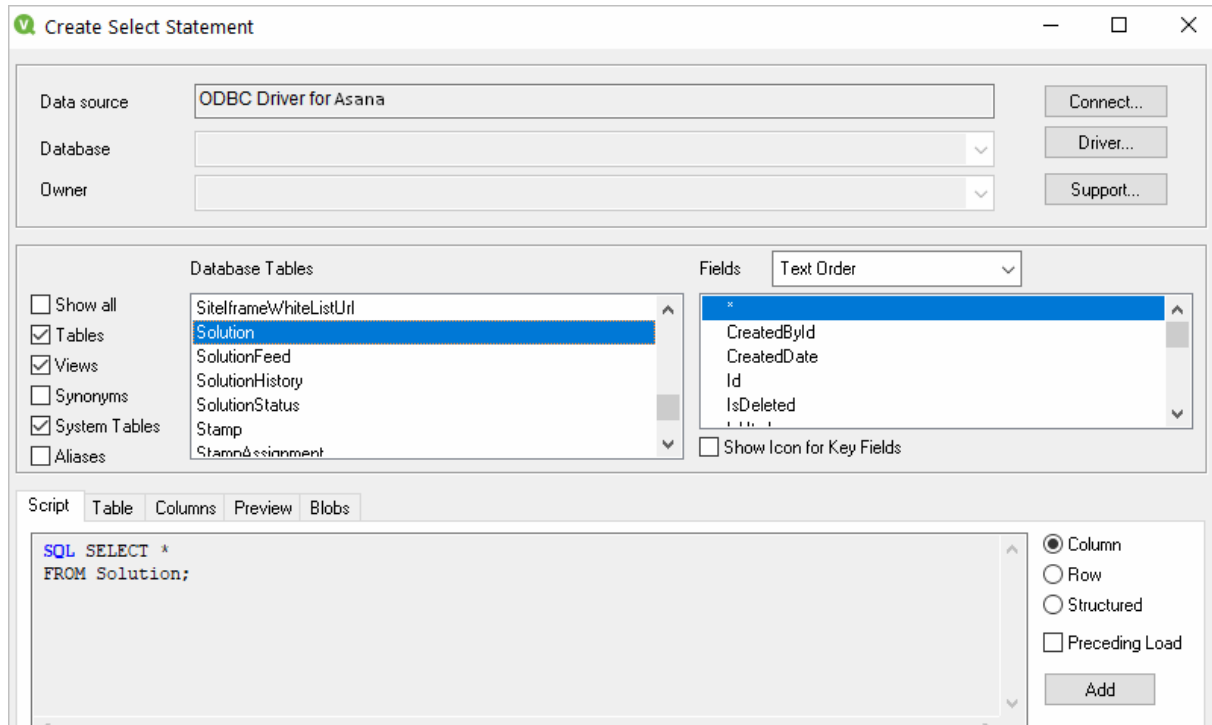 Create Select Statement
Data source
ODBC Driver for Asana
Connect...
Database
Driver...
Owner
Support...
Database Tables
Fields
Text Order
Show all
Tables
Views
Synonyms
System Tables
Aliases
SiteIframeWhiteListUrl
Solution
SolutionFeed
SolutionHistory
SolutionStatus
Stamp
StampAssignment
*
CreatedById
CreatedDate
Id
IsDeleted
Show Icon for Key Fields
Script Table Columns Preview Blobs
SQL SELECT *
FROM Solution;
Column
Row
Structured
Preceding Load
Add